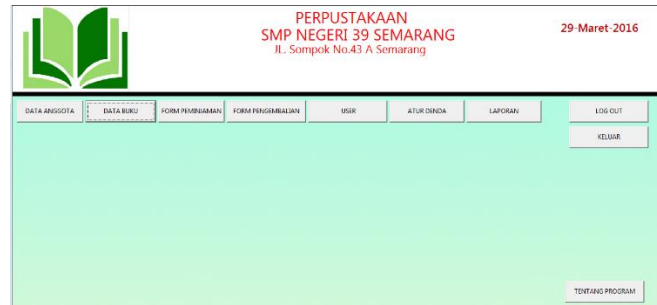 PERPUSTAKAAN
SMP NEGERI 39 SEMARANG
JL. Sompok No.43 A Semarang
29-Maret-2016
DATA ANGGOTA
DATA BUKU
FORM PEMINJAMAN
FORM PENGEMBALIAN
USER
ATUR DENDA
LAPORAN
LOG OUT
KELUAR
TENTANG PROGRAM